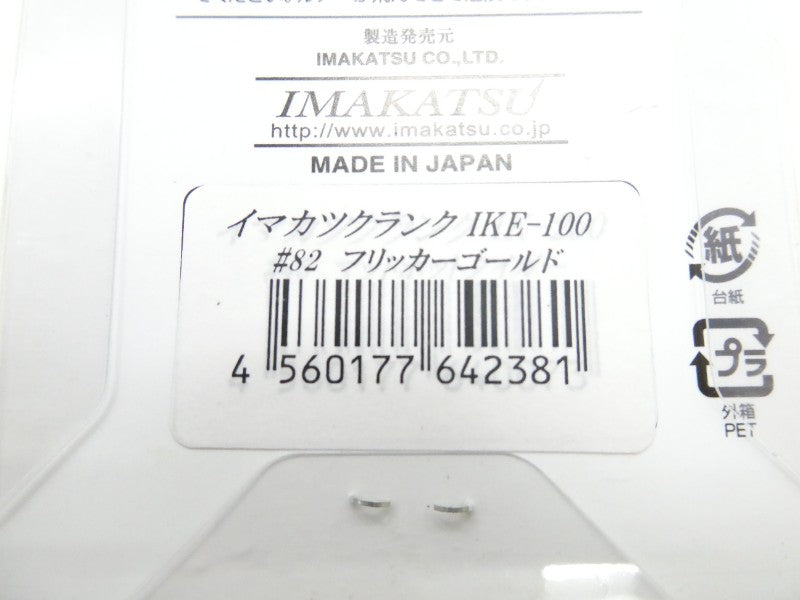 製造発売元
IMAKATSU CO.,LTD.
IMAKATSU
http://www.imakatsu.co.jp
MADE IN JAPAN
イマカツクランク IKE-100
#82 フリッカーゴールド
4 560177 642381
紙
台紙
プラ
外箱
PET